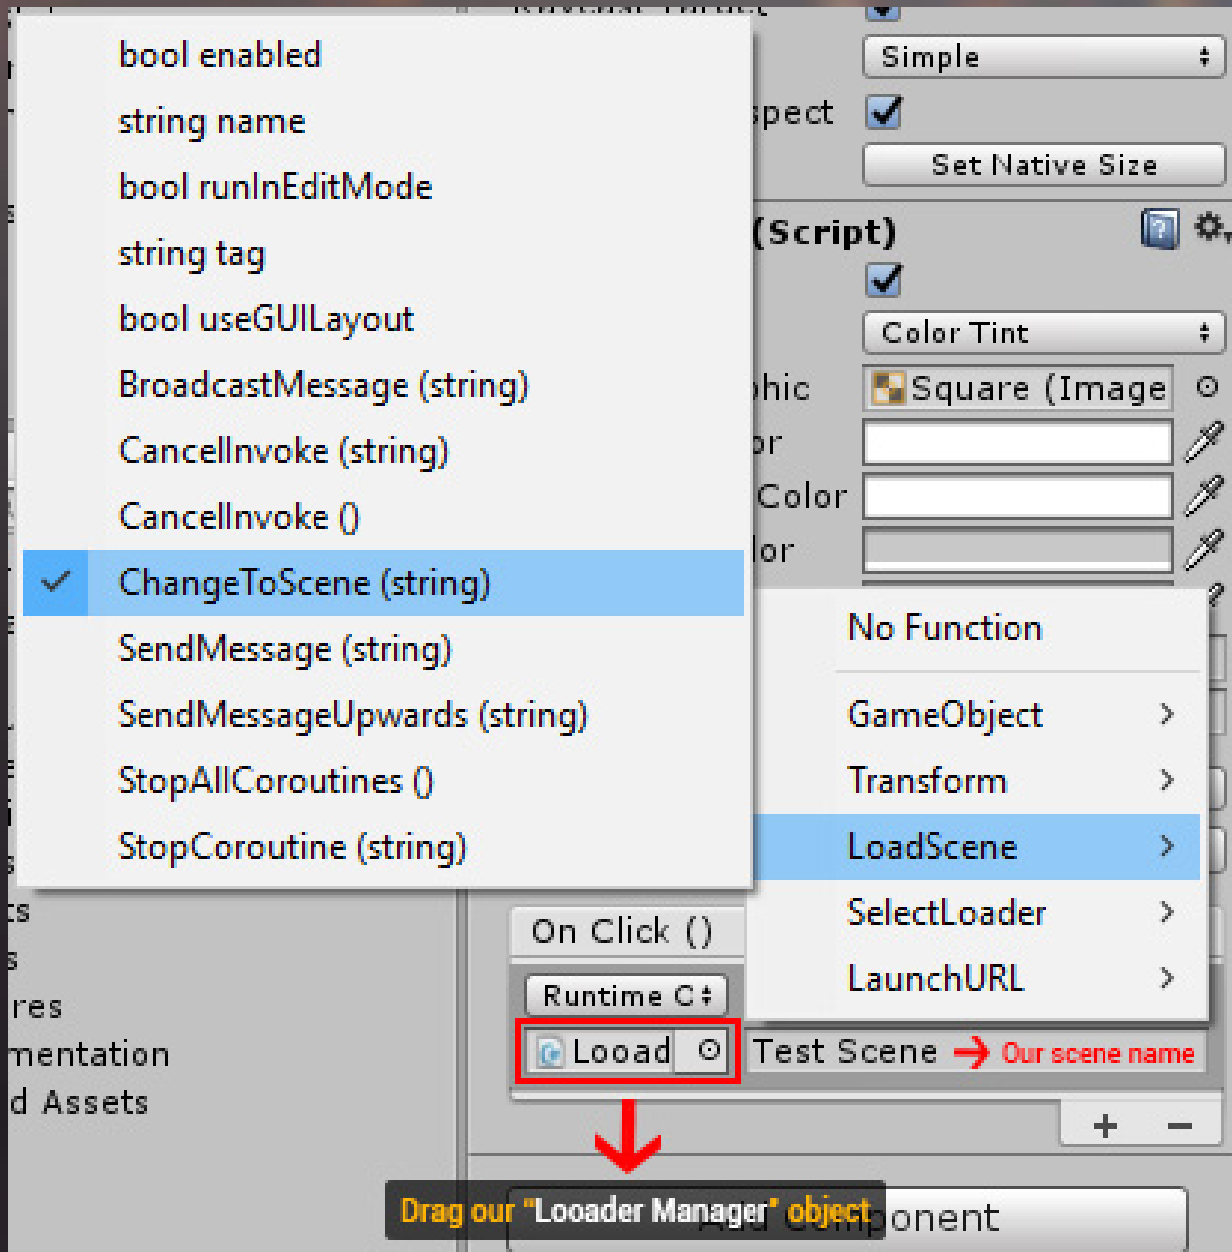 bool enabled
string name
bool runInEditMode
string tag
bool useGUILayout
BroadcastMessage (string)
CancelInvoke (string)
CancelInvoke ()
ChangeToScene (string)
SendMessage (string)
SendMessageUpwards (string)
StopAllCoroutines ()
StopCoroutine (string)
Simple
spect
Set Native Size
(Script)
Color Tint
phic
Square (Image
or
Color
lor
No Function
GameObject
Transform
LoadScene
SelectLoader
LaunchURL
ts
s
res
mentation
d Assets
On Click ()
Runtime O
Looad
Test Scene
Our scene name
+ −
Drag our "Looader Manager" object
ponent